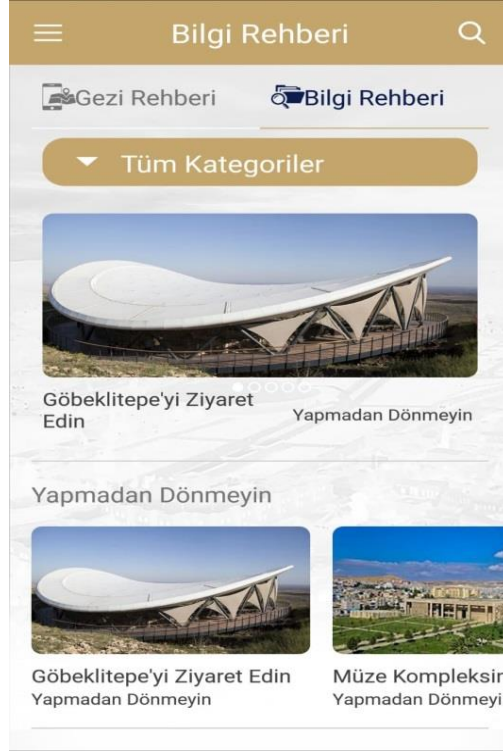 Bilgi Rehberi
Gezi Rehberi
Bilgi Rehberi
Tüm Kategoriler
Göbeklitepe'yi Ziyaret
Edin
Yapmadan Dönmeyin
Yapmadan Dönmeyin
Göbeklitepe'yi Ziyaret Edin
Müze Kompleksin
Yapmadan Dönmeyin
Yapmadan Dönmeyi